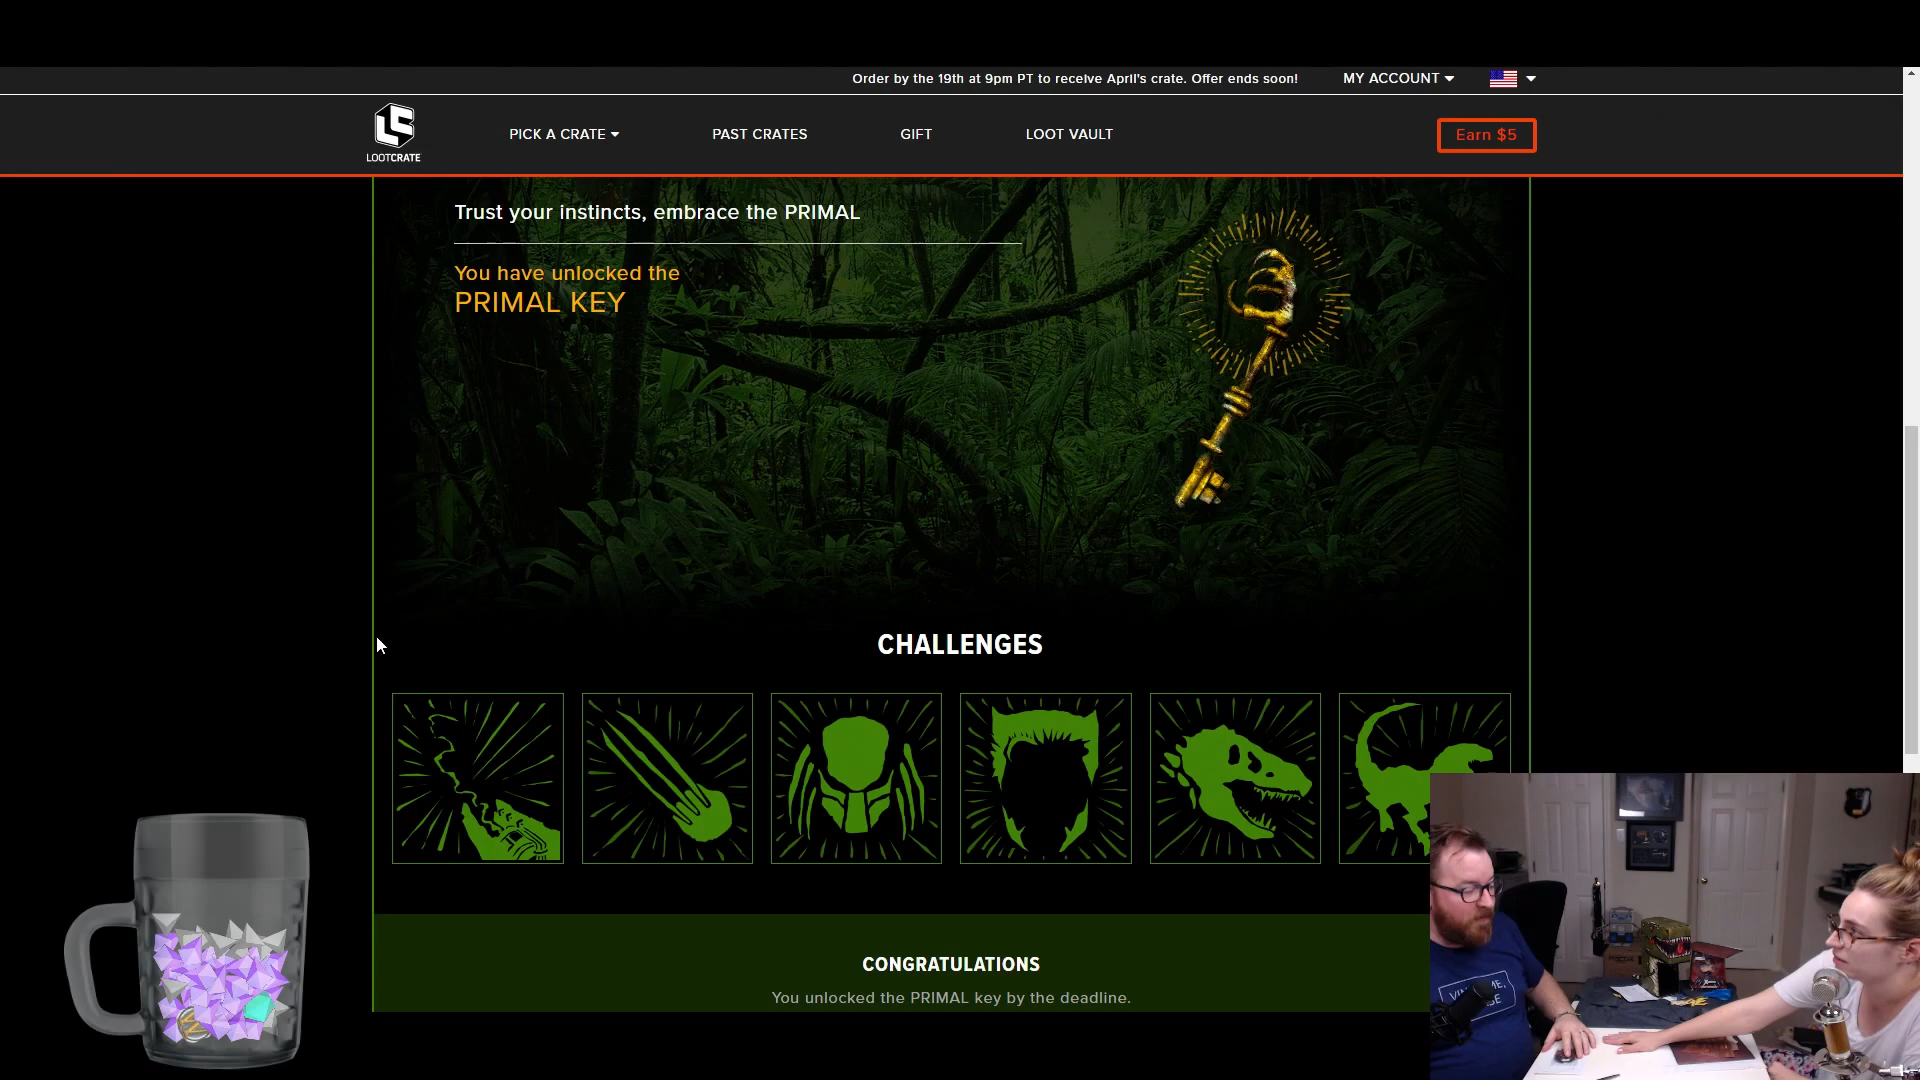 Order by the 19th at 9pm PT to receive April's crate. Offer ends soon!
MY ACCOUNT
LOOTCRATE
PICK A CRATE
PAST CRATES
GIFT
LOOT VAULT
Earn $5
Trust your instincts, embrace the PRIMAL
You have unlocked the
PRIMAL KEY
CHALLENGES
CONGRATULATIONS
You unlocked the PRIMAL key by the deadline.